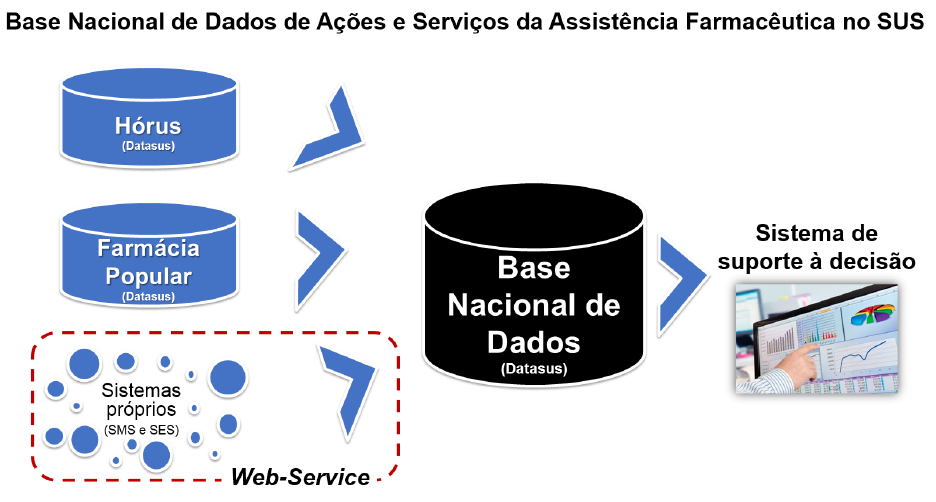 Base Nacional de Dados de Ações e Serviços da Assistência Farmacêutica no SUS
Hórus
(Datasus)
Farmácia
Popular
(Datasus)
Sistemas
próprios
(SMS e SES)
Web-Service
Base
Nacional de
Dados
(Datasus)
Sistema de
suporte à decisão